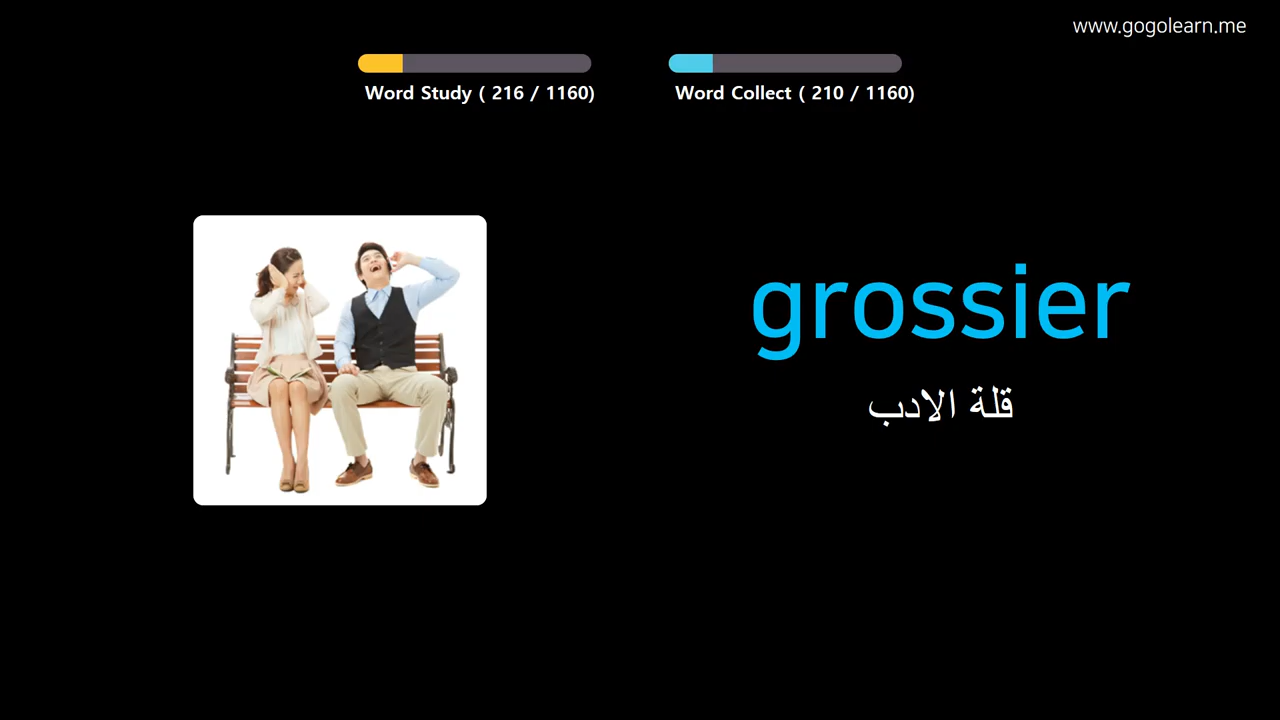 www.gogolearn.me
Word Study ( 216 / 1160)
Word Collect ( 210 / 1160)
grossier
قلة الادب